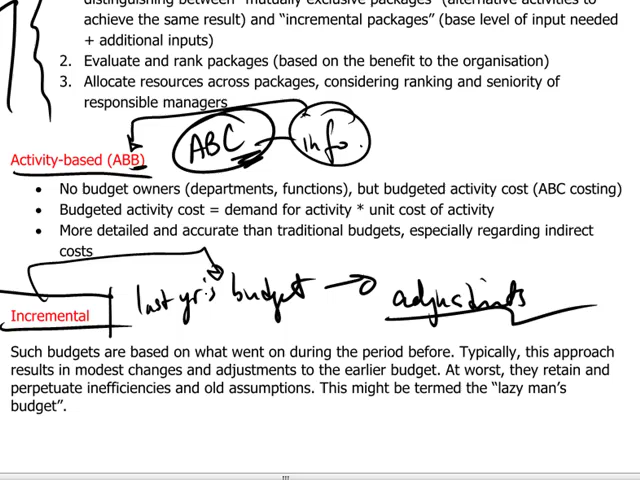 distinguishing between "mutually exclusive packages" (alternative activities to
achieve the same result) and "incremental packages" (base level of input needed
+ additional inputs)
2. Evaluate and rank packages (based on the benefit to the organisation)
3. Allocate resources across packages, considering ranking and seniority of
responsible managers
ABC info.
Activity-based (ABB)
• No budget owners (departments, functions), but budgeted activity cost (ABC costing)
• Budgeted activity cost = demand for activity * unit cost of activity
• More detailed and accurate than traditional budgets, especially regarding indirect
costs
last yr's budget → adjustments
Incremental
Such budgets are based on what went on during the period before. Typically, this approach
results in modest changes and adjustments to the earlier budget. At worst, they retain and
perpetuate inefficiencies and old assumptions. This might be termed the "lazy man's
budget".